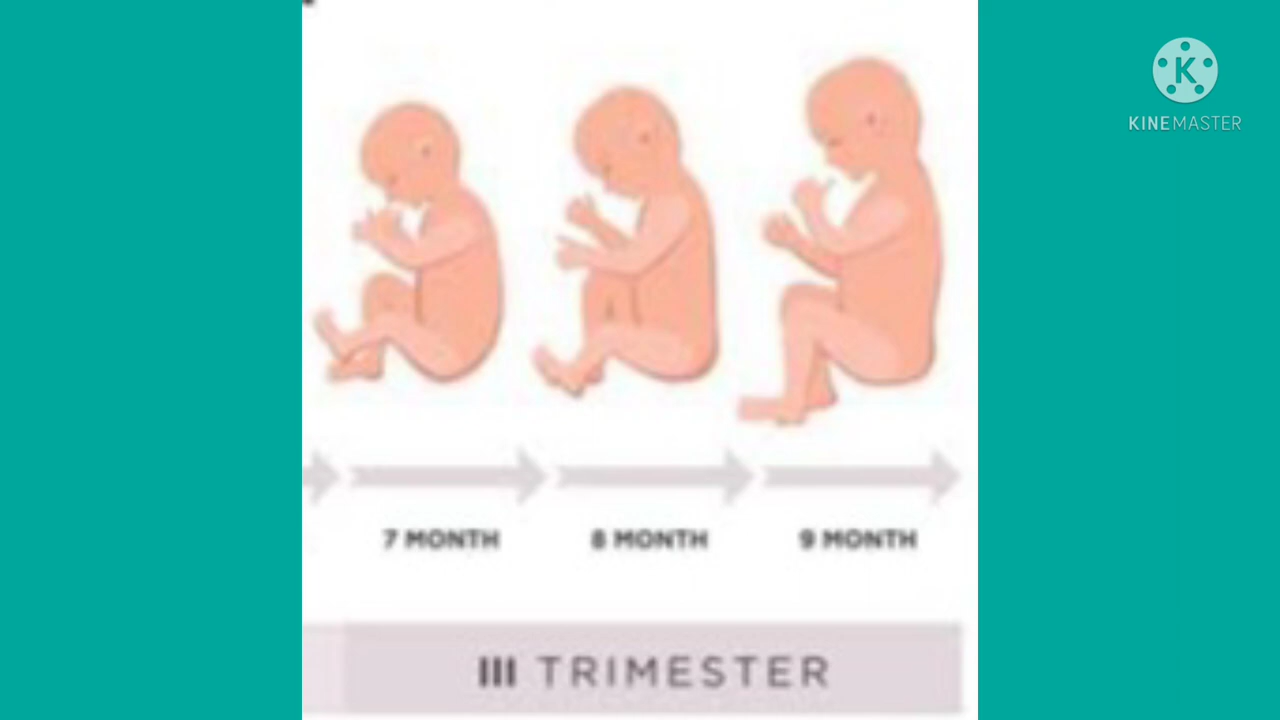 KINEMASTER
7 MONTH
8 MONTH
9 MONTH
III TRIMESTER